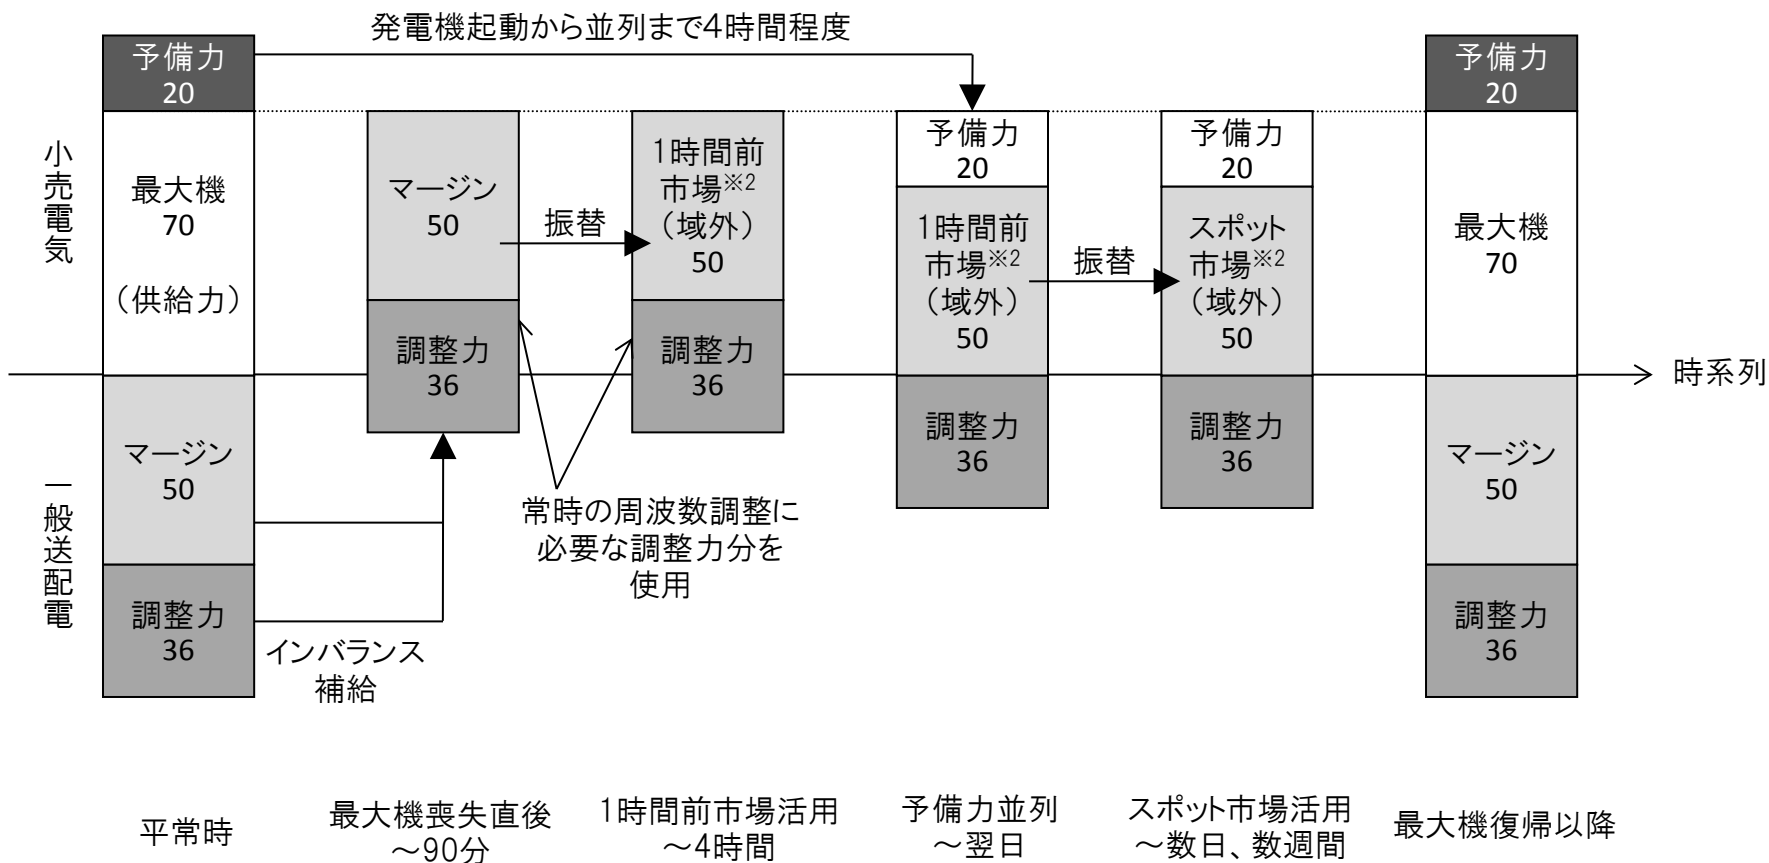 発電機起動から並列まで4時間程度
小売電気
一般送配電
予備力
20
最大機
70
（供給力）
マージン
50
調整力
36
インバランス
補給
マージン
50
調整力
36
振替
常時の周波数調整に
必要な調整力分を
使用
1時間前
市場※2
（域外）
50
調整力
36
予備力
20
1時間前
市場※2
（域外）
50
調整力
36
振替
予備力
20
スポット
市場※2
（域外）
50
調整力
36
予備力
20
最大機
70
マージン
50
調整力
36
時系列
平常時
最大機喪失直後
～90分
1時間前市場活用
～4時間
予備力並列
～翌日
スポット市場活用
～数日、数週間
最大機復帰以降